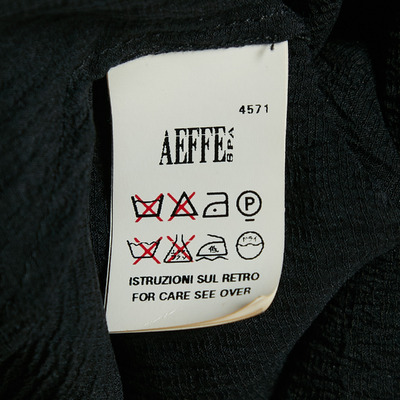 4571
AEFFE SPA
P
ISTRUZIONI SUL RETRO
FOR CARE SEE OVER